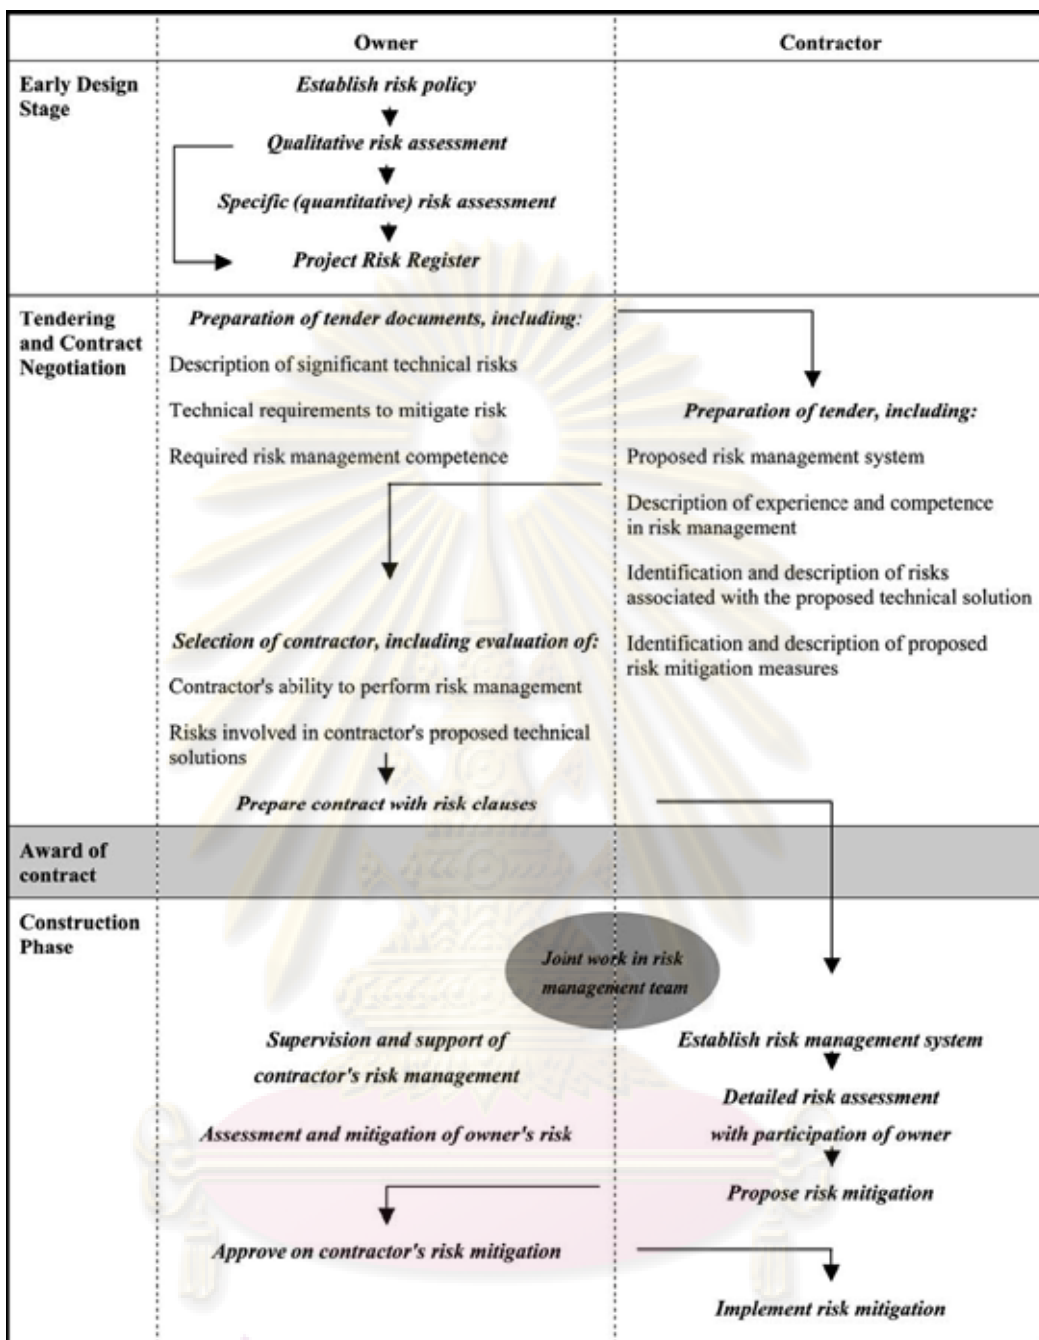 Owner
Contractor
Early Design
Stage
Establish risk policy
Qualitative risk assessment
Specific (quantitative) risk assessment
Project Risk Register
Tendering
and Contract
Negotiation
Preparation of tender documents, including:
Description of significant technical risks
Technical requirements to mitigate risk
Required risk management competence
Preparation of tender, including:
Proposed risk management system
Description of experience and competence
in risk management
Identification and description of risks
associated with the proposed technical solution
Identification and description of proposed
risk mitigation measures
Selection of contractor, including evaluation of:
Contractor's ability to perform risk management
Risks involved in contractor's proposed technical
solutions
Prepare contract with risk clauses
Award of
contract
Construction
Phase
Joint work in risk
management team
Supervision and support of
contractor's risk management
Assessment and mitigation of owner's risk
Establish risk management system
Detailed risk assessment
with participation of owner
Propose risk mitigation
Approve on contractor's risk mitigation
Implement risk mitigation